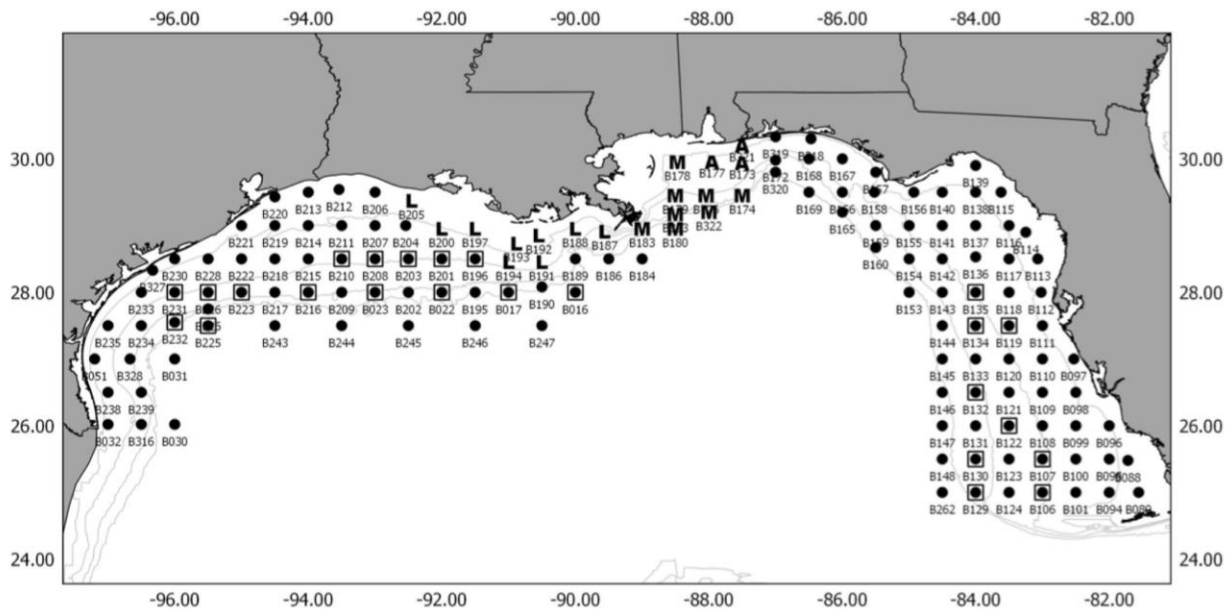 -96.00 -94.00 -92.00 -90.00 -88.00 -86.00 -84.00 -82.00
30.00 30.00
28.00 28.00
26.00 26.00
24.00 24.00
-96.00 -94.00 -92.00 -90.00 -88.00 -86.00 -84.00 -82.00
A
B321 B319 B318
M A A
B178 B177 B173 B172 B168 B167 B139
B320 B157
L M M M
B220 B213 B212 B206 B205 B174 B169 B158 B156 B140 B138 B115
M M
B322 B165
L L L L M M
B221 B219 B214 B211 B207 B204 B200 B197 B192 B188 B187 B183 B180 B159 B155 B141 B137 B116 B114
L
B193 B160
L L
B230 B228 B222 B218 B215 B210 B208 B203 B201 B196 B194 B191 B189 B186 B184 B154 B142 B136 B117 B113
B327
B190
B233 B231 B223 B217 B216 B209 B023 B202 B022 B195 B017 B016 B153 B143 B135 B118 B112
B235 B234 B232 B225 B243 B244 B245 B246 B247 B144 B134 B119 B111
B051 B328 B031 B145 B133 B120 B110 B097
B238 B239 B146 B132 B121 B109 B098
B032 B316 B030 B147 B131 B122 B108 B099 B096
B148 B130 B123 B107 B100 B088
B262 B129 B124 B106 B101 B094